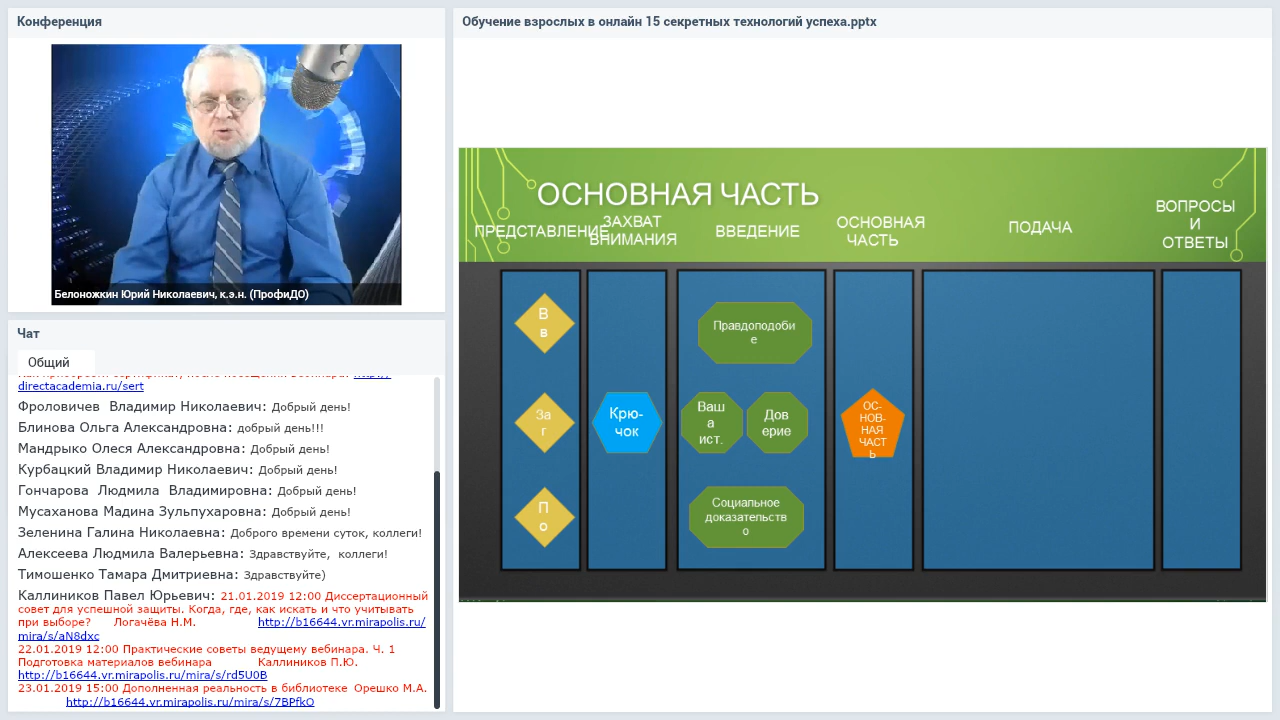 Конференция
Белоножкин Юрий Николаевич, к.э.н. (ПрофиДО)
Чат
Общий
directacademia.ru/sert
Фроловичев Владимир Николаевич: Добрый день!
Блинова Ольга Александровна: добрый день!!!
Мандрыко Олеся Александровна: Добрый день!
Курбацкий Владимир Николаевич: Добрый день!
Гончарова Людмила Владимировна: Добрый день!
Мусаханова Мадина Зульпухаровна: Добрый день!
Зеленина Галина Николаевна: Доброго времени суток, коллеги!
Алексеева Людмила Валерьевна: Здравствуйте, коллеги!
Тимошенко Тамара Дмитриевна: Здравствуйте)
Каллиников Павел Юрьевич: 21.01.2019 12:00 Диссертационный
совет для успешной защиты. Когда, где, как искать и что учитывать
при выборе? Логачёва Н.М. http://b16644.vr.mirapolis.ru/
mira/s/aN8dxc
22.01.2019 12:00 Практические советы ведущему вебинара. Ч. 1
Подготовка материалов вебинара Каллиников П.Ю.
http://b16644.vr.mirapolis.ru/mira/s/rd5U0B
23.01.2019 15:00 Дополненная реальность в библиотеке Орешко М.А.
http://b16644.vr.mirapolis.ru/mira/s/7BPfkO
Обучение взрослых в онлайн 15 секретных технологий успеха.pptx
ОСНОВНАЯ ЧАСТЬ
ПРЕДСТАВЛЕНИЕ
ЗАХВАТ
ВНИМАНИЯ
ВВЕДЕНИЕ
ОСНОВНАЯ
ЧАСТЬ
ПОДАЧА
ВОПРОСЫ
И
ОТВЕТЫ
В
в
За
г
П
о
Крю-
чок
Правдоподоби
е
Ваш
а
ист.
Дов
ерие
Социальное
доказательств
о
ОС-
НОВ-
НАЯ
ЧАСТ
Ь